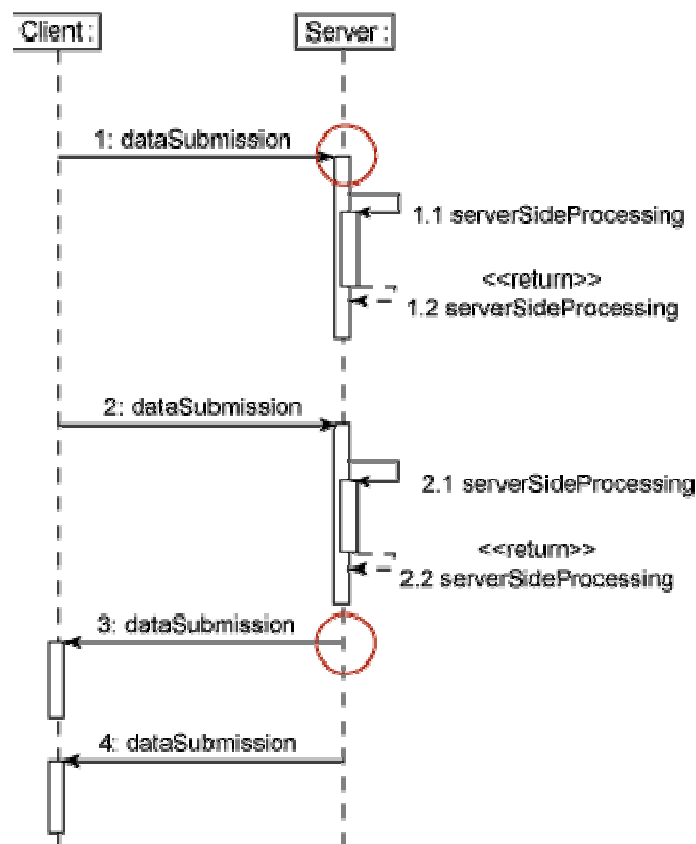 Client :
Server :
1: dataSubmission
1.1 serverSideProcessing
<<return>>
1.2 serverSideProcessing
2: dataSubmission
2.1 serverSideProcessing
<<return>>
2.2 serverSideProcessing
3: dataSubmission
4: dataSubmission